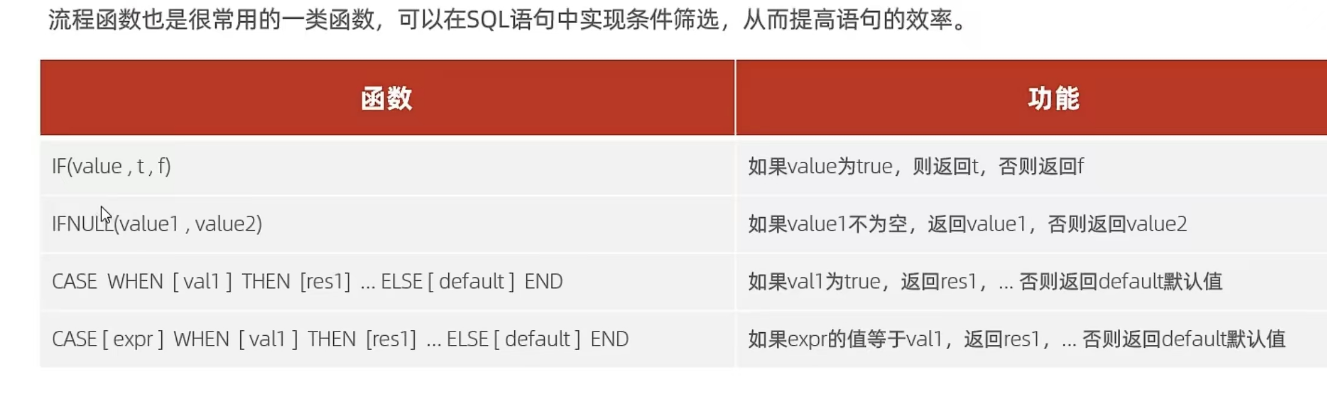 流程函数也是很常用的一类函数，可以在SQL语句中实现条件筛选，从而提高语句的效率。
函数 功能
IF(value , t , f) 如果value为true，则返回t，否则返回f
IFNULL(value1 , value2) 如果value1不为空，返回value1，否则返回value2
CASE WHEN [ val1 ] THEN [res1] ... ELSE [ default ] END 如果val1为true，返回res1，... 否则返回default默认值
CASE [ expr ] WHEN [ val1 ] THEN [res1] ... ELSE [ default ] END 如果expr的值等于val1，返回res1，... 否则返回default默认值